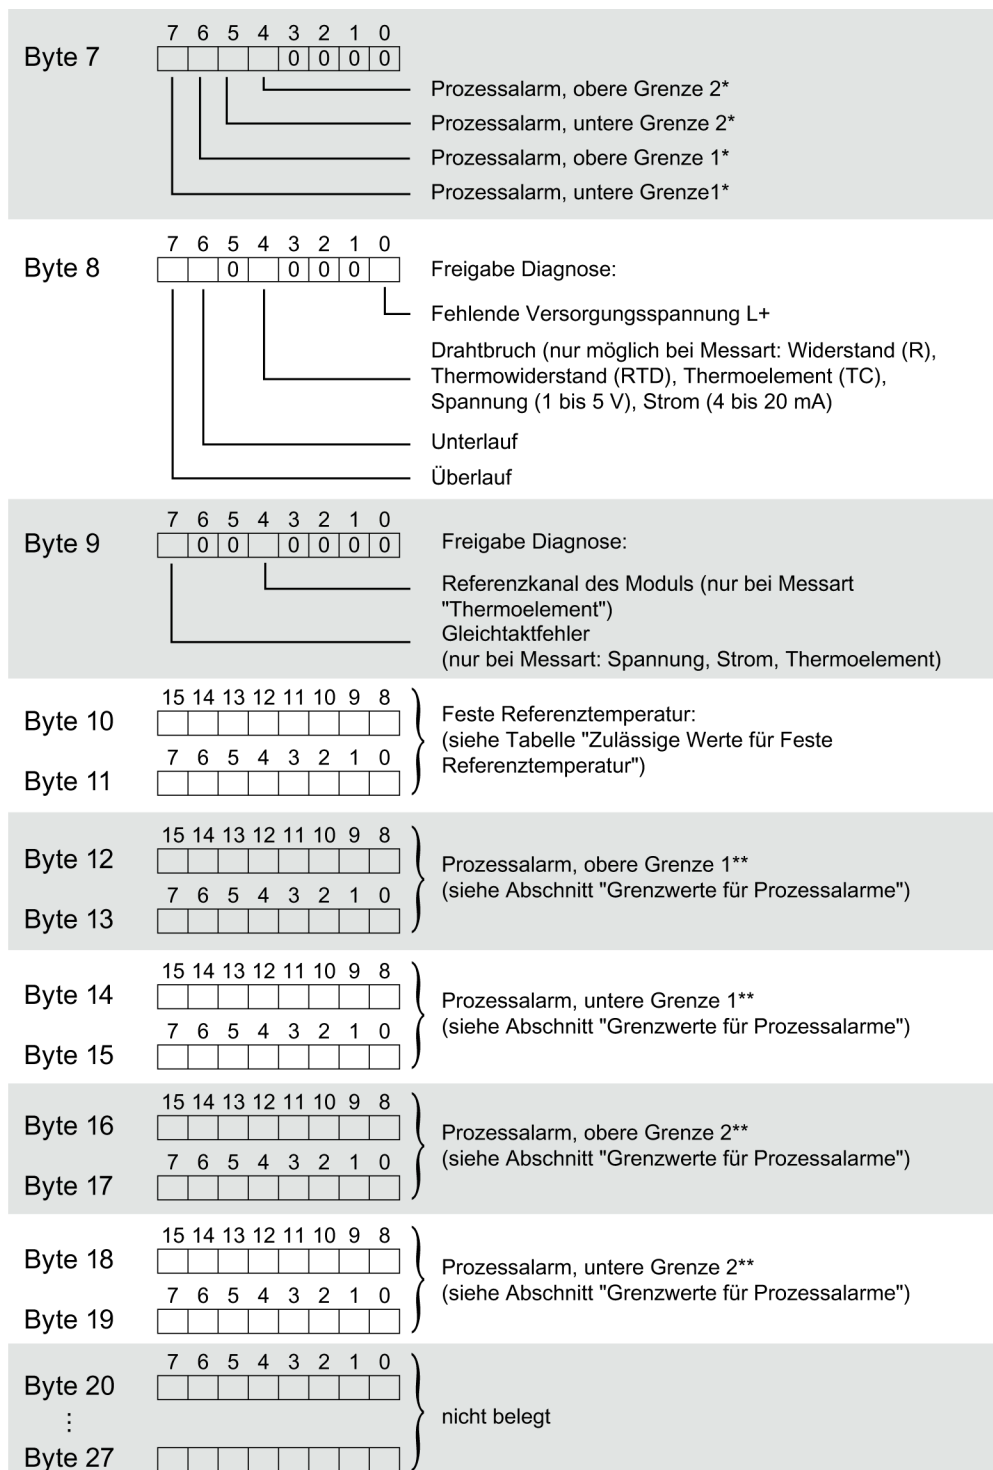 7 6 5 4 3 2 1 0
Byte 7
0 0 0 0
Prozessalarm, obere Grenze 2*
Prozessalarm, untere Grenze 2*
Prozessalarm, obere Grenze 1*
Prozessalarm, untere Grenze1*
7 6 5 4 3 2 1 0
Byte 8
0 0 0 0
Freigabe Diagnose:
Fehlende Versorgungsspannung L+
Drahtbruch (nur möglich bei Messart: Widerstand (R),
Thermowiderstand (RTD), Thermoelement (TC),
Spannung (1 bis 5 V), Strom (4 bis 20 mA)
Unterlauf
Überlauf
7 6 5 4 3 2 1 0
Byte 9
0 0 0 0 0 0
Freigabe Diagnose:
Referenzkanal des Moduls (nur bei Messart
"Thermoelement")
Gleichtaktfehler
(nur bei Messart: Spannung, Strom, Thermoelement)
15 14 13 12 11 10 9 8
Byte 10
7 6 5 4 3 2 1 0
Byte 11
Feste Referenztemperatur:
(siehe Tabelle "Zulässige Werte für Feste
Referenztemperatur")
15 14 13 12 11 10 9 8
Byte 12
7 6 5 4 3 2 1 0
Byte 13
Prozessalarm, obere Grenze 1**
(siehe Abschnitt "Grenzwerte für Prozessalarme")
15 14 13 12 11 10 9 8
Byte 14
7 6 5 4 3 2 1 0
Byte 15
Prozessalarm, untere Grenze 1**
(siehe Abschnitt "Grenzwerte für Prozessalarme")
15 14 13 12 11 10 9 8
Byte 16
7 6 5 4 3 2 1 0
Byte 17
Prozessalarm, obere Grenze 2**
(siehe Abschnitt "Grenzwerte für Prozessalarme")
15 14 13 12 11 10 9 8
Byte 18
7 6 5 4 3 2 1 0
Byte 19
Prozessalarm, untere Grenze 2**
(siehe Abschnitt "Grenzwerte für Prozessalarme")
7 6 5 4 3 2 1 0
Byte 20
⋮
Byte 27
nicht belegt